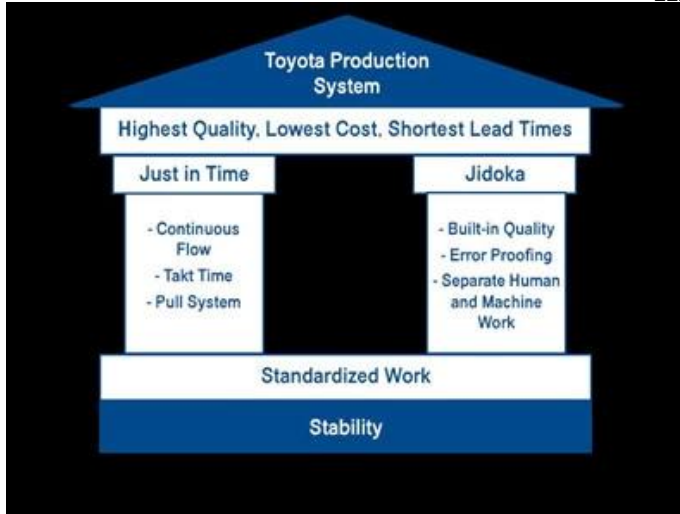 Toyota Production
System
Highest Quality, Lowest Cost, Shortest Lead Times
Just in Time
- Continuous
Flow
- Takt Time
- Pull System
Jidoka
- Built-in Quality
- Error Proofing
- Separate Human
and Machine
Work
Standardized Work
Stability